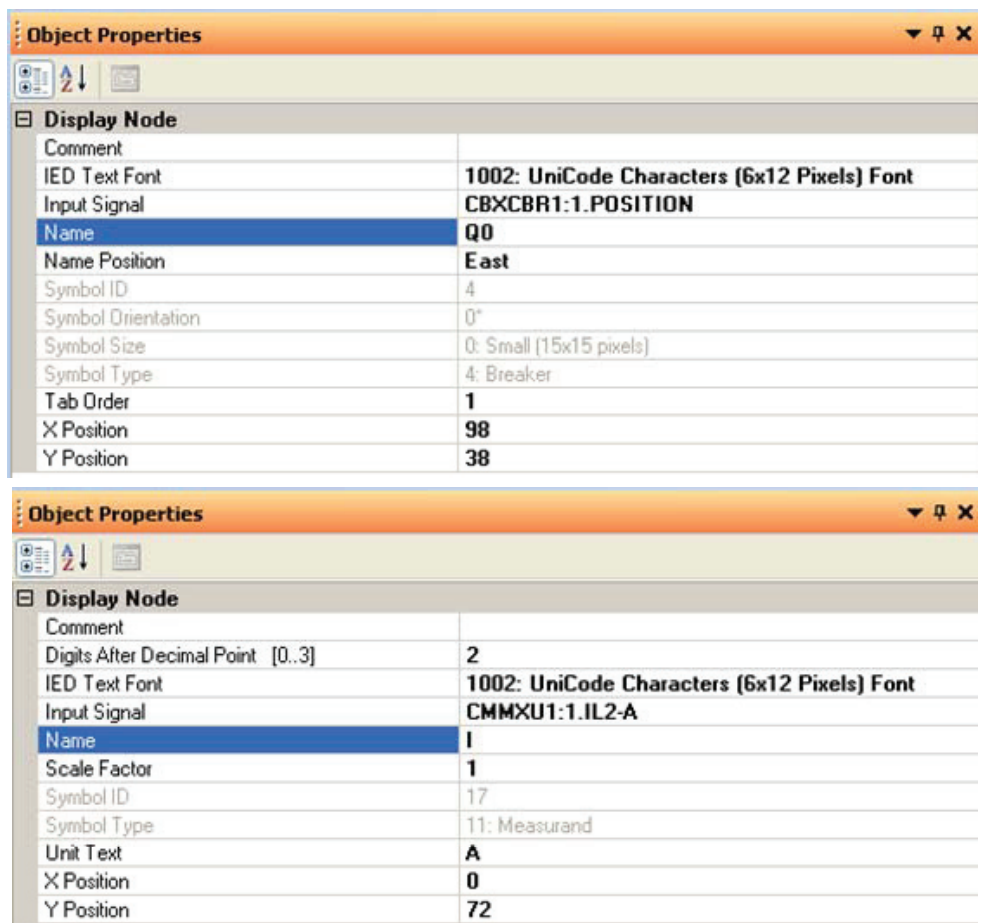 Object Properties
Display Node
Comment
IED Text Font 1002: UniCode Characters (6x12 Pixels) Font
Input Signal CBXCBR1:1.POSITION
Name Q0
Name Position East
Symbol ID 4
Symbol Orientation 0°
Symbol Size 0: Small (15x15 pixels)
Symbol Type 4: Breaker
Tab Order 1
X Position 98
Y Position 38
Object Properties
Display Node
Comment
Digits After Decimal Point [0..3] 2
IED Text Font 1002: UniCode Characters (6x12 Pixels) Font
Input Signal CMMXU1:1.IL2-A
Name I
Scale Factor 1
Symbol ID 17
Symbol Type 11: Measurand
Unit Text A
X Position 0
Y Position 72